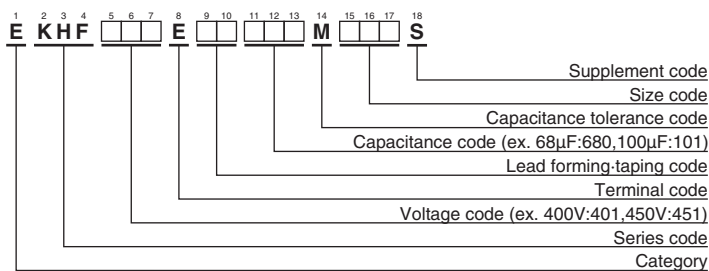 1 2 3 4 5 6 7 8 9 10 11 12 13 14 15 16 17 18
E KHF E M S
Supplement code
Size code
Capacitance tolerance code
Capacitance code (ex. 68μF:680,100μF:101)
Lead forming·taping code
Terminal code
Voltage code (ex. 400V:401,450V:451)
Series code
Category